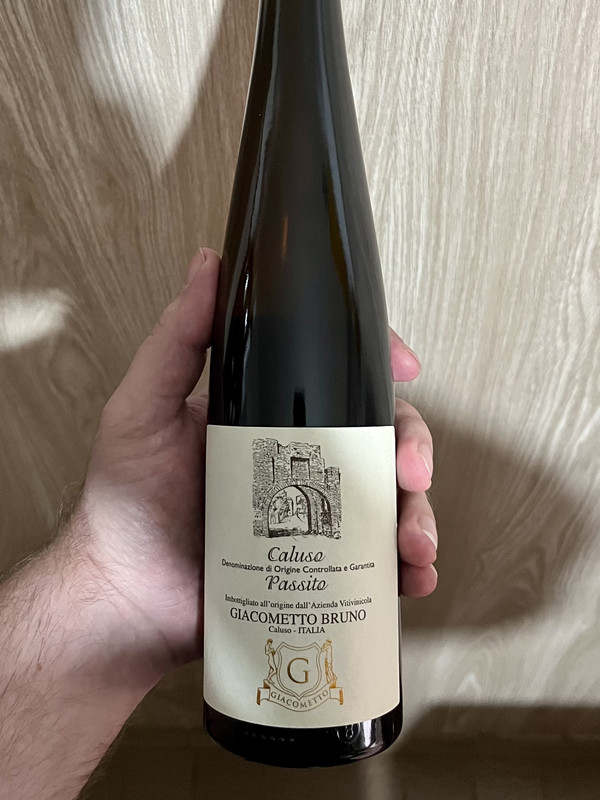 Caluso
Denominazione di Origine Controllata e Garantita
Passito
Imbottigliato all'origine dall'Azienda Vitivinicola
GIACOMETTO BRUNO
Caluso - ITALIA
G
GIACOMETTO